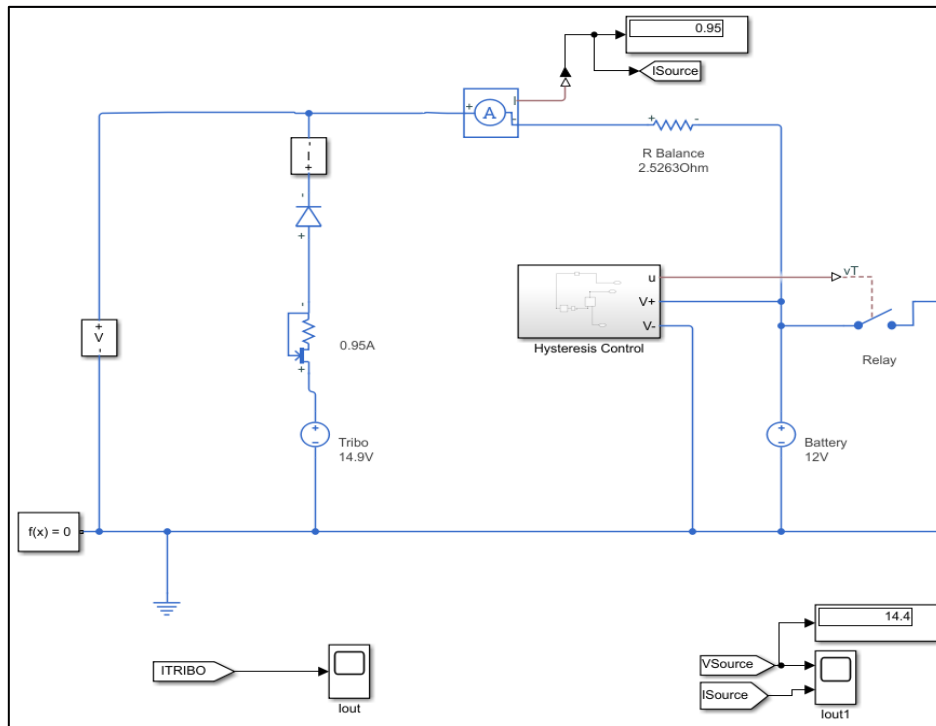 0.95
ISource
+
A
I
-
+
-
R Balance
2.5263Ohm
-
I
+
-
+
u
V+
V-
Hysteresis Control
vT
Relay
+
V
-
-
0.95A
+
+
-
Tribo
14.9V
+
-
Battery
12V
f(x) = 0
14.4
ITRIBO
Iout
VSource
ISource
Iout1